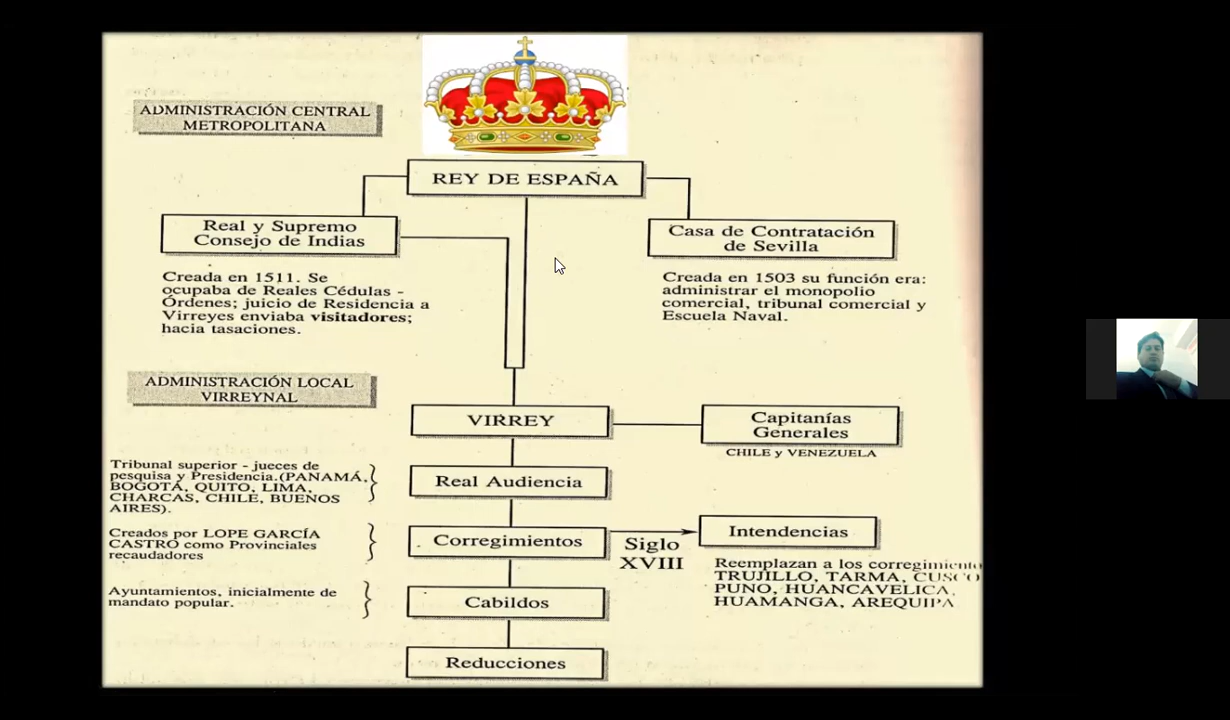 ADMINISTRACIÓN CENTRAL
METROPOLITANA
REY DE ESPAÑA
Real y Supremo
Consejo de Indias
Casa de Contratación
de Sevilla
Creada en 1511. Se
ocupaba de Reales Cédulas -
Órdenes; juicio de Residencia a
Virreyes enviaba visitadores;
hacia tasaciones.
Creada en 1503 su función era:
administrar el monopolio
comercial, tribunal comercial y
Escuela Naval.
ADMINISTRACIÓN LOCAL
VIRREYNAL
VIRREY
Capitanías
Generales
CHILE y VENEZUELA
Tribunal superior - jueces de
pesquisa y Presidencia.(PANAMÁ,
BOGOTÁ, QUITO, LIMA,
CHARCAS, CHILE, BUENOS
AIRES).
Real Audiencia
Creados por LOPE GARCÍA
CASTRO como Provinciales
recaudadores
Corregimientos
Siglo
XVIII
Intendencias
Reemplazan a los corregimiento
TRUJILLO, TARMA, CUSCO
PUNO, HUANCAVELICA,
HUAMANGA, AREQUIPA
Ayuntamientos, inicialmente de
mandato popular.
Cabildos
Reducciones